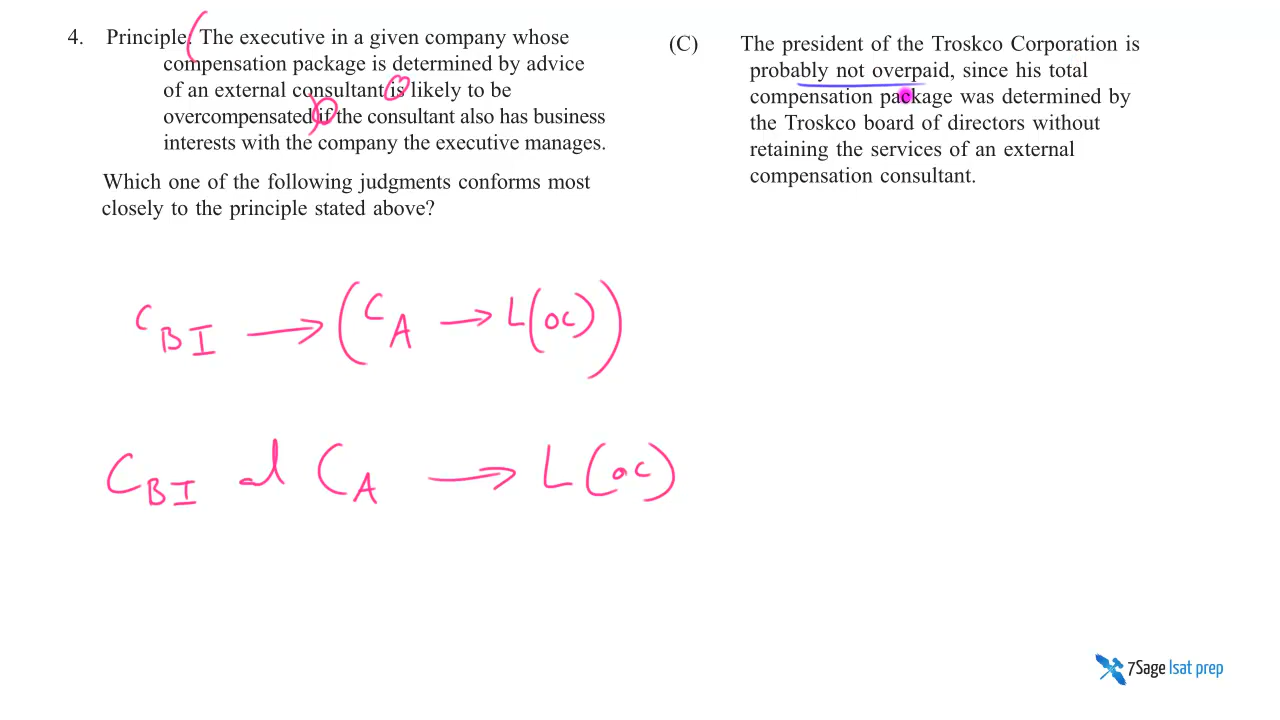 4. Principle: The executive in a given company whose
compensation package is determined by advice
of an external consultant is likely to be
overcompensated if the consultant also has business
interests with the company the executive manages.
Which one of the following judgments conforms most
closely to the principle stated above?
C BI → (C A → L(OC))
C BI al C A → L(OC)
(C) The president of the Troskco Corporation is
probably not overpaid, since his total
compensation package was determined by
the Troskco board of directors without
retaining the services of an external
compensation consultant.
7Sage lsat prep